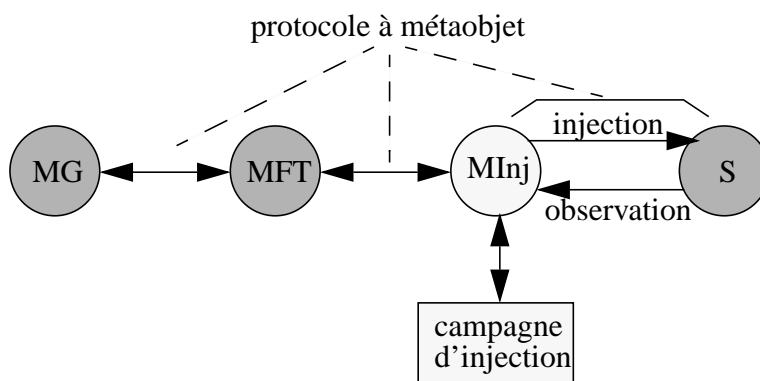 protocole à métaobjet
injection
MG
MFT
MInj
S
observation
campagne
d'injection